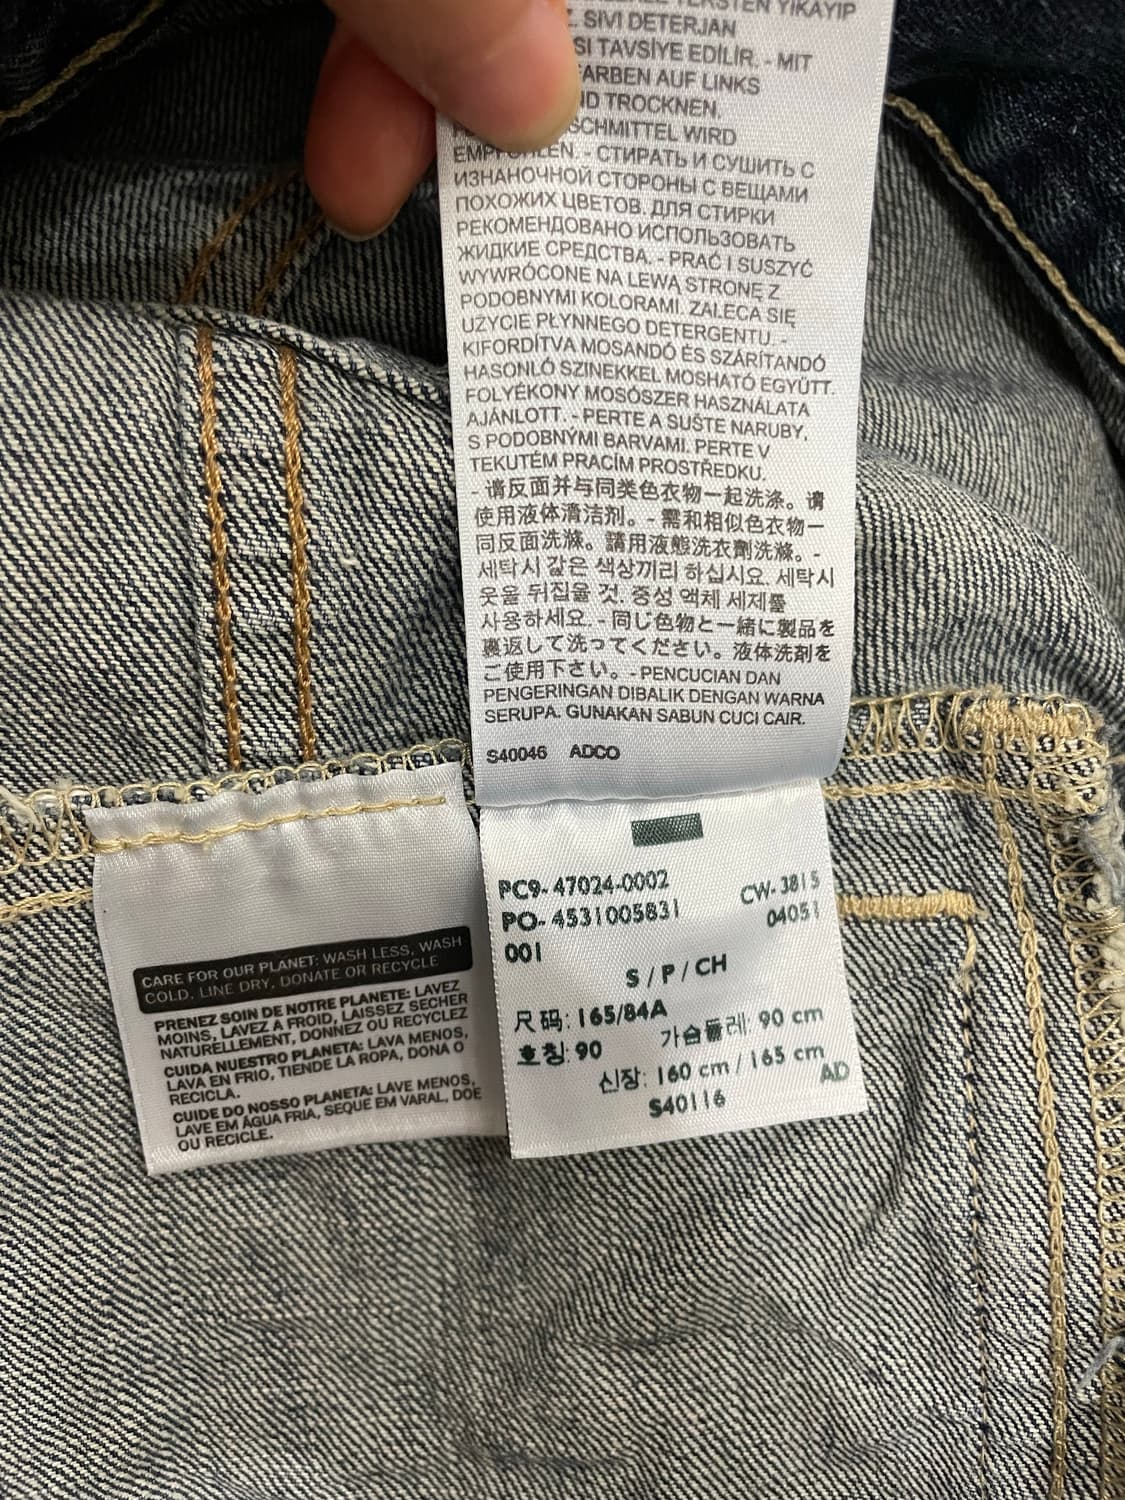 TERSTEN YIKAYIP
. SIVI DETERJAN
SI TAVSİYE EDİLİR. - MIT
FARBEN AUF LINKS
ND TROCKNEN.
SCHMITTEL WIRD
EMPFOHLEN. - СТИРАТЬ И СУШИТЬ С
ИЗНАНОЧНОЙ СТОРОНЫ С ВЕЩАМИ
ПОХОЖИХ ЦВЕТОВ. ДЛЯ СТИРКИ
РЕКОМЕНДОВАНО ИСПОЛЬЗОВАТЬ
ЖИДКИЕ СРЕДСТВА. - PRAĆ I SUSZYĆ
WYWRÓCONE NA LEWĄ STRONĘ Z
PODOBNYMI KOLORAMI. ZALECA SIĘ
UŻYCIE PŁYNNEGO DETERGENTU. -
KIFORDÍTVA MOSANDÓ ÉS SZÁRÍTANDÓ
HASONLÓ SZINEKKEL MOSHATÓ EGYÜTT.
FOLYÉKONY MOSÓSZER HASZNÁLATA
AJÁNLOTT. - PERTE A SUŠTE NARUBY,
S PODOBNÝMI BARVAMI. PERTE V
TEKUTÉM PRACÍM PROSTŘEDKU.
- 请反面并与同类色衣物一起洗涤。请
使用液体清洁剂。- 需和相似色衣物一
同反面洗滌。請用液態洗衣劑洗滌。-
세탁시 같은 색상끼리 하십시요. 세탁시
옷을 뒤집을 것. 중성 액체 세제를
사용하세요. - 同じ色物と一緒に製品を
裏返して洗ってください。液体洗剤を
ご使用下さい。- PENCUCIAN DAN
PENGERINGAN DIBALIK DENGAN WARNA
SERUPA. GUNAKAN SABUN CUCI CAIR.
S40046 ADCO
CARE FOR OUR PLANET: WASH LESS, WASH
COLD, LINE DRY, DONATE OR RECYCLE
PRENEZ SOIN DE NOTRE PLANETE: LAVEZ
MOINS, LAVEZ A FROID, LAISSEZ SECHER
NATURELLEMENT, DONNEZ OU RECYCLEZ
CUIDA NUESTRO PLANETA: LAVA MENOS,
LAVA EN FRIO, TIENDE LA ROPA, DONA O
RECICLA.
CUIDE DO NOSSO PLANETA: LAVE MENOS,
LAVE EM ÁGUA FRIA, SEQUE EM VARAL, DOE
OU RECICLE.
PC9- 47024-0002
PO- 4531005831
001
CW- 3815
04051
S / P / CH
尺码: 165/84A
호칭: 90 가슴둘레: 90 cm
신장: 160 cm / 165 cm
AD
S40116